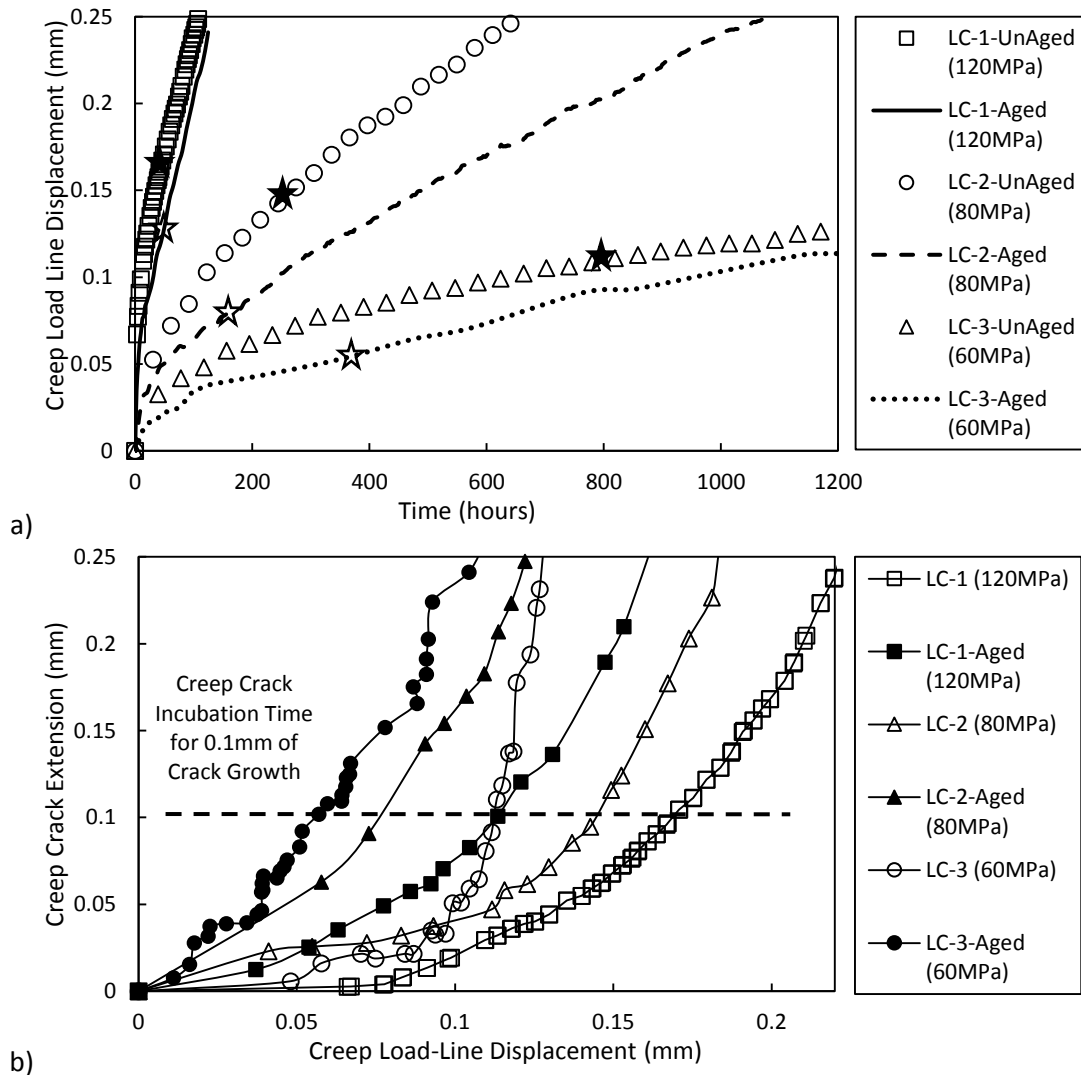 0.25
0.2
0.15
0.1
0.05
0
Creep Load Line Displacement (mm)
0 200 400 600 800 1000 1200
Time (hours)
LC-1-UnAged
(120MPa)
LC-1-Aged
(120MPa)
LC-2-UnAged
(80MPa)
LC-2-Aged
(80MPa)
LC-3-UnAged
(60MPa)
LC-3-Aged
(60MPa)
a)
0.25
0.2
0.15
0.1
0.05
0
Creep Crack Extension (mm)
Creep Crack
Incubation Time
for 0.1mm of
Crack Growth
0 0.05 0.1 0.15 0.2
Creep Load-Line Displacement (mm)
LC-1 (120MPa)
LC-1-Aged
(120MPa)
LC-2 (80MPa)
LC-2-Aged
(80MPa)
LC-3 (60MPa)
LC-3-Aged
(60MPa)
b)